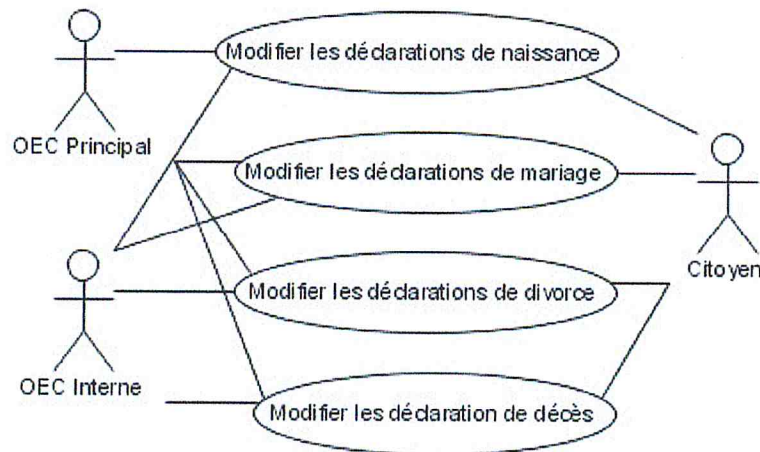 Modifier les déclarations de naissance
OEC Principal
Modifier les déclarations de mariage
Citoyen
Modifier les déclarations de divorce
OEC Interne
Modifier les déclaration de décès